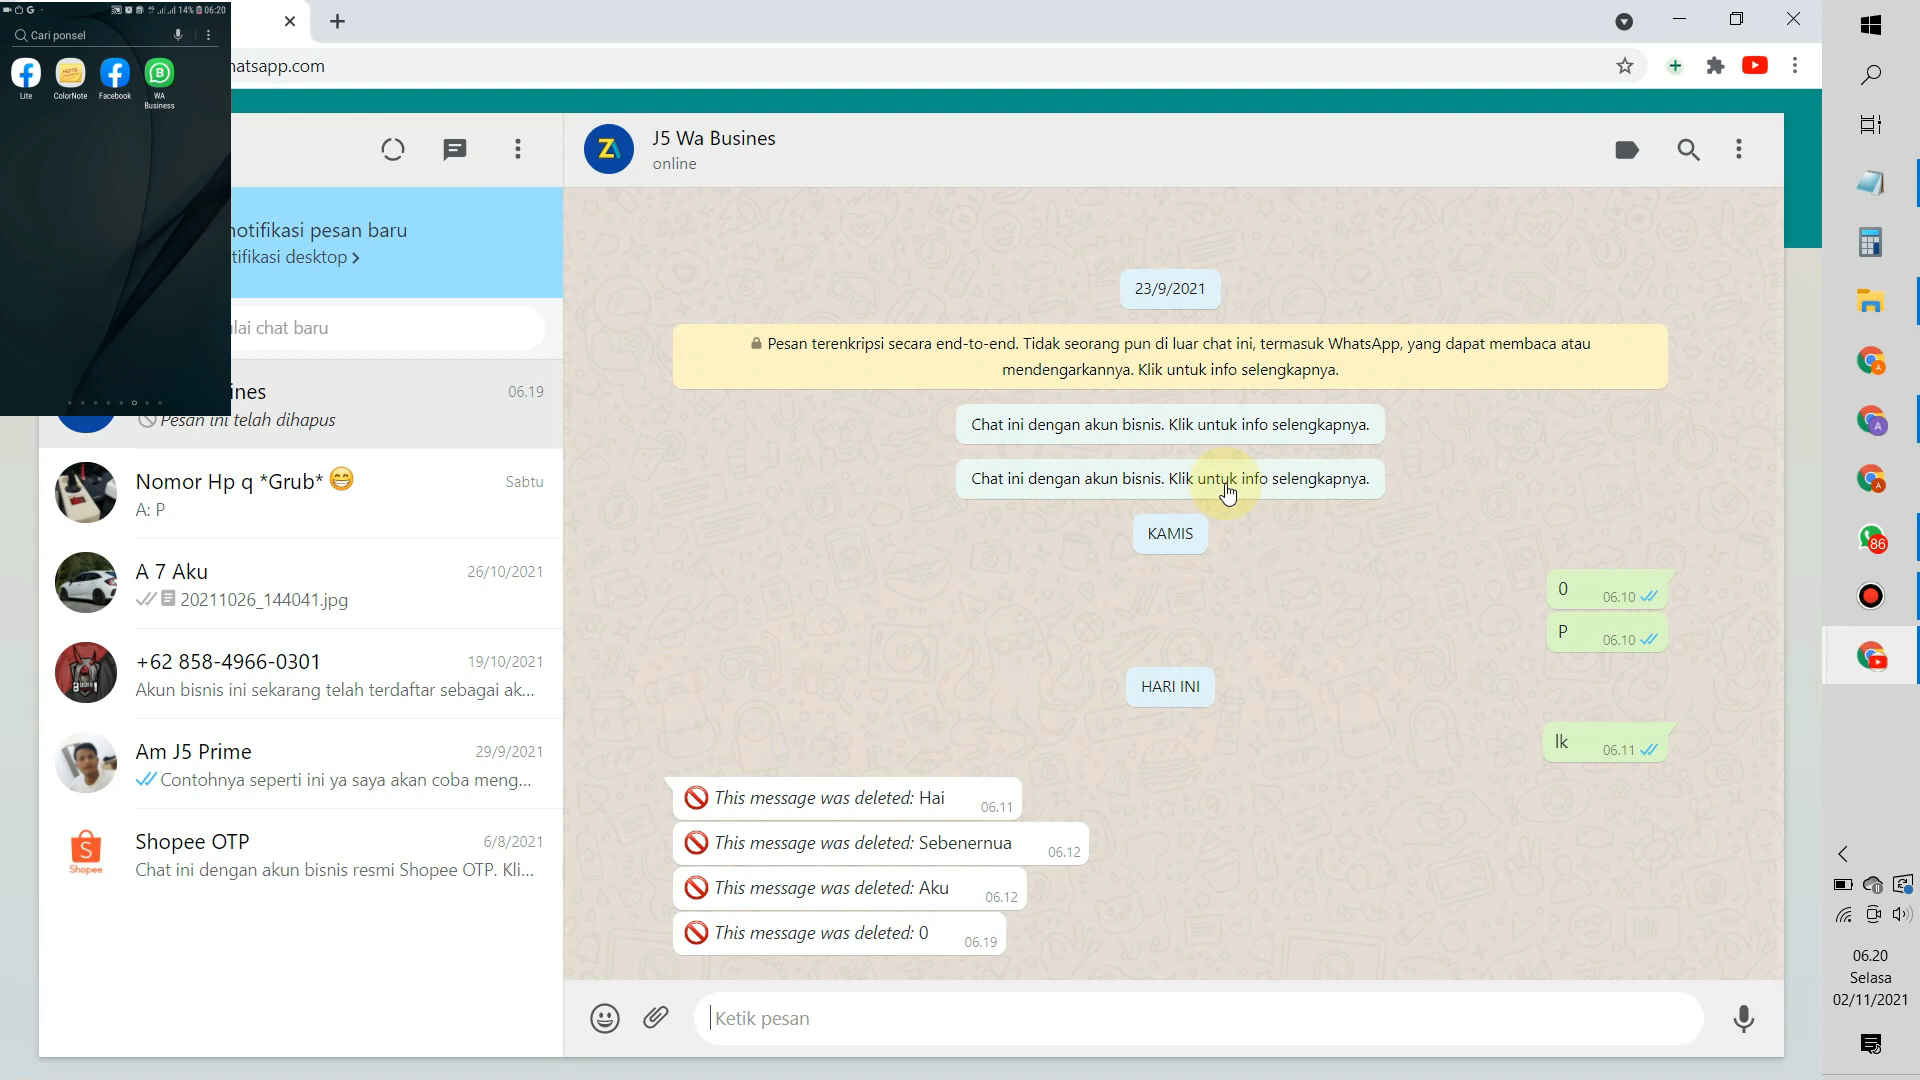 14% 06:20
Cari ponsel
Lite
ColorNote
Facebook
WA Business
hatsapp.com
notifikasi pesan baru
tifikasi desktop >
lai chat baru
ines
06.19
Pesan ini telah dihapus
Nomor Hp q *Grub* 😁
Sabtu
A: P
A 7 Aku
26/10/2021
20211026_144041.jpg
+62 858-4966-0301
19/10/2021
Akun bisnis ini sekarang telah terdaftar sebagai ak...
Am J5 Prime
29/9/2021
Contohnya seperti ini ya saya akan coba meng...
Shopee
Shopee OTP
6/8/2021
Chat ini dengan akun bisnis resmi Shopee OTP. Kli...
ZA
J5 Wa Busines
online
23/9/2021
Pesan terenkripsi secara end-to-end. Tidak seorang pun di luar chat ini, termasuk WhatsApp, yang dapat membaca atau
mendengarkannya. Klik untuk info selengkapnya.
Chat ini dengan akun bisnis. Klik untuk info selengkapnya.
Chat ini dengan akun bisnis. Klik untuk info selengkapnya.
KAMIS
0 06.10
P 06.10
HARI INI
lk 06.11
This message was deleted: Hai 06.11
This message was deleted: Sebenernua 06.12
This message was deleted: Aku 06.12
This message was deleted: 0 06.19
Ketik pesan
86
06.20
Selasa
02/11/2021